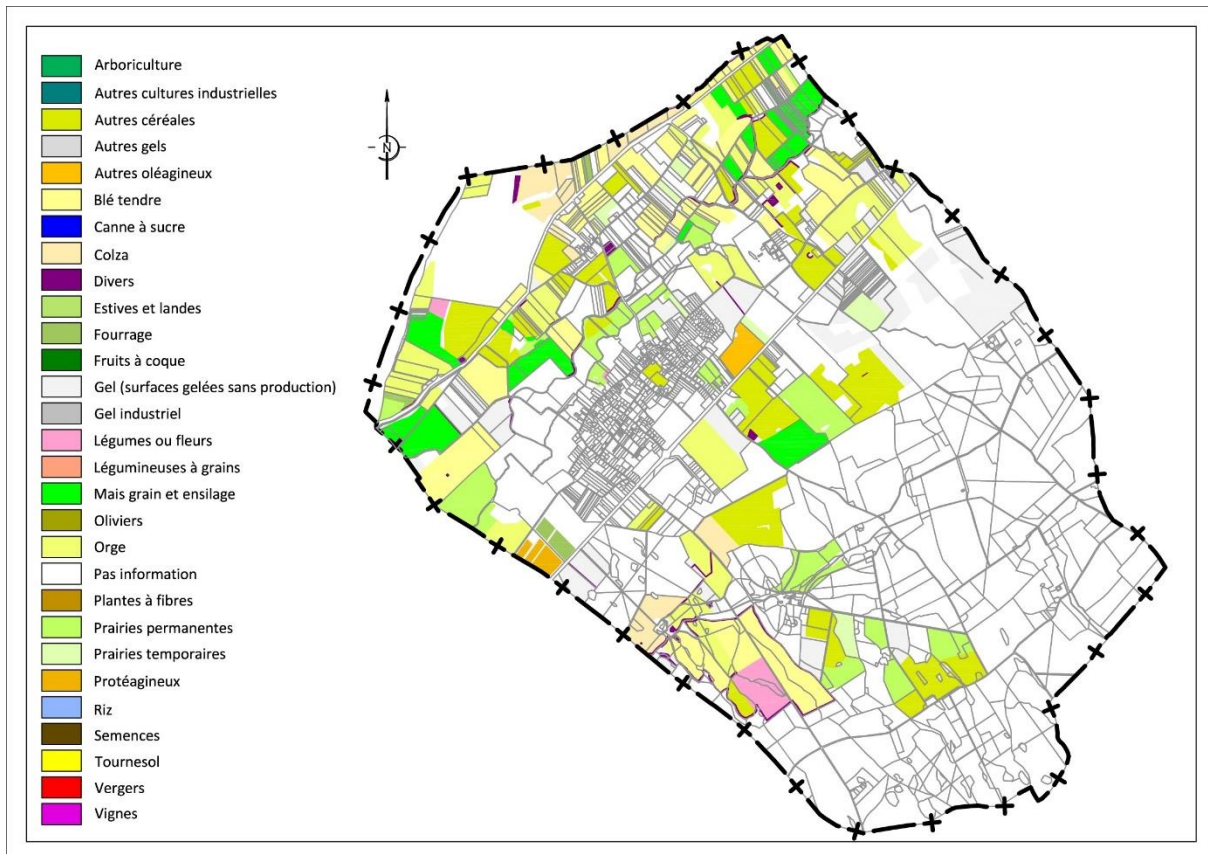 Arboriculture
Autres cultures industrielles
Autres céréales
Autres gels
Autres oléagineux
Blé tendre
Canne à sucre
Colza
Divers
Estives et landes
Fourrage
Fruits à coque
Gel (surfaces gelées sans production)
Gel industriel
Légumes ou fleurs
Légumineuses à grains
Mais grain et ensilage
Oliviers
Orge
Pas information
Plantes à fibres
Prairies permanentes
Prairies temporaires
Protéagineux
Riz
Semences
Tournesol
Vergers
Vignes
N